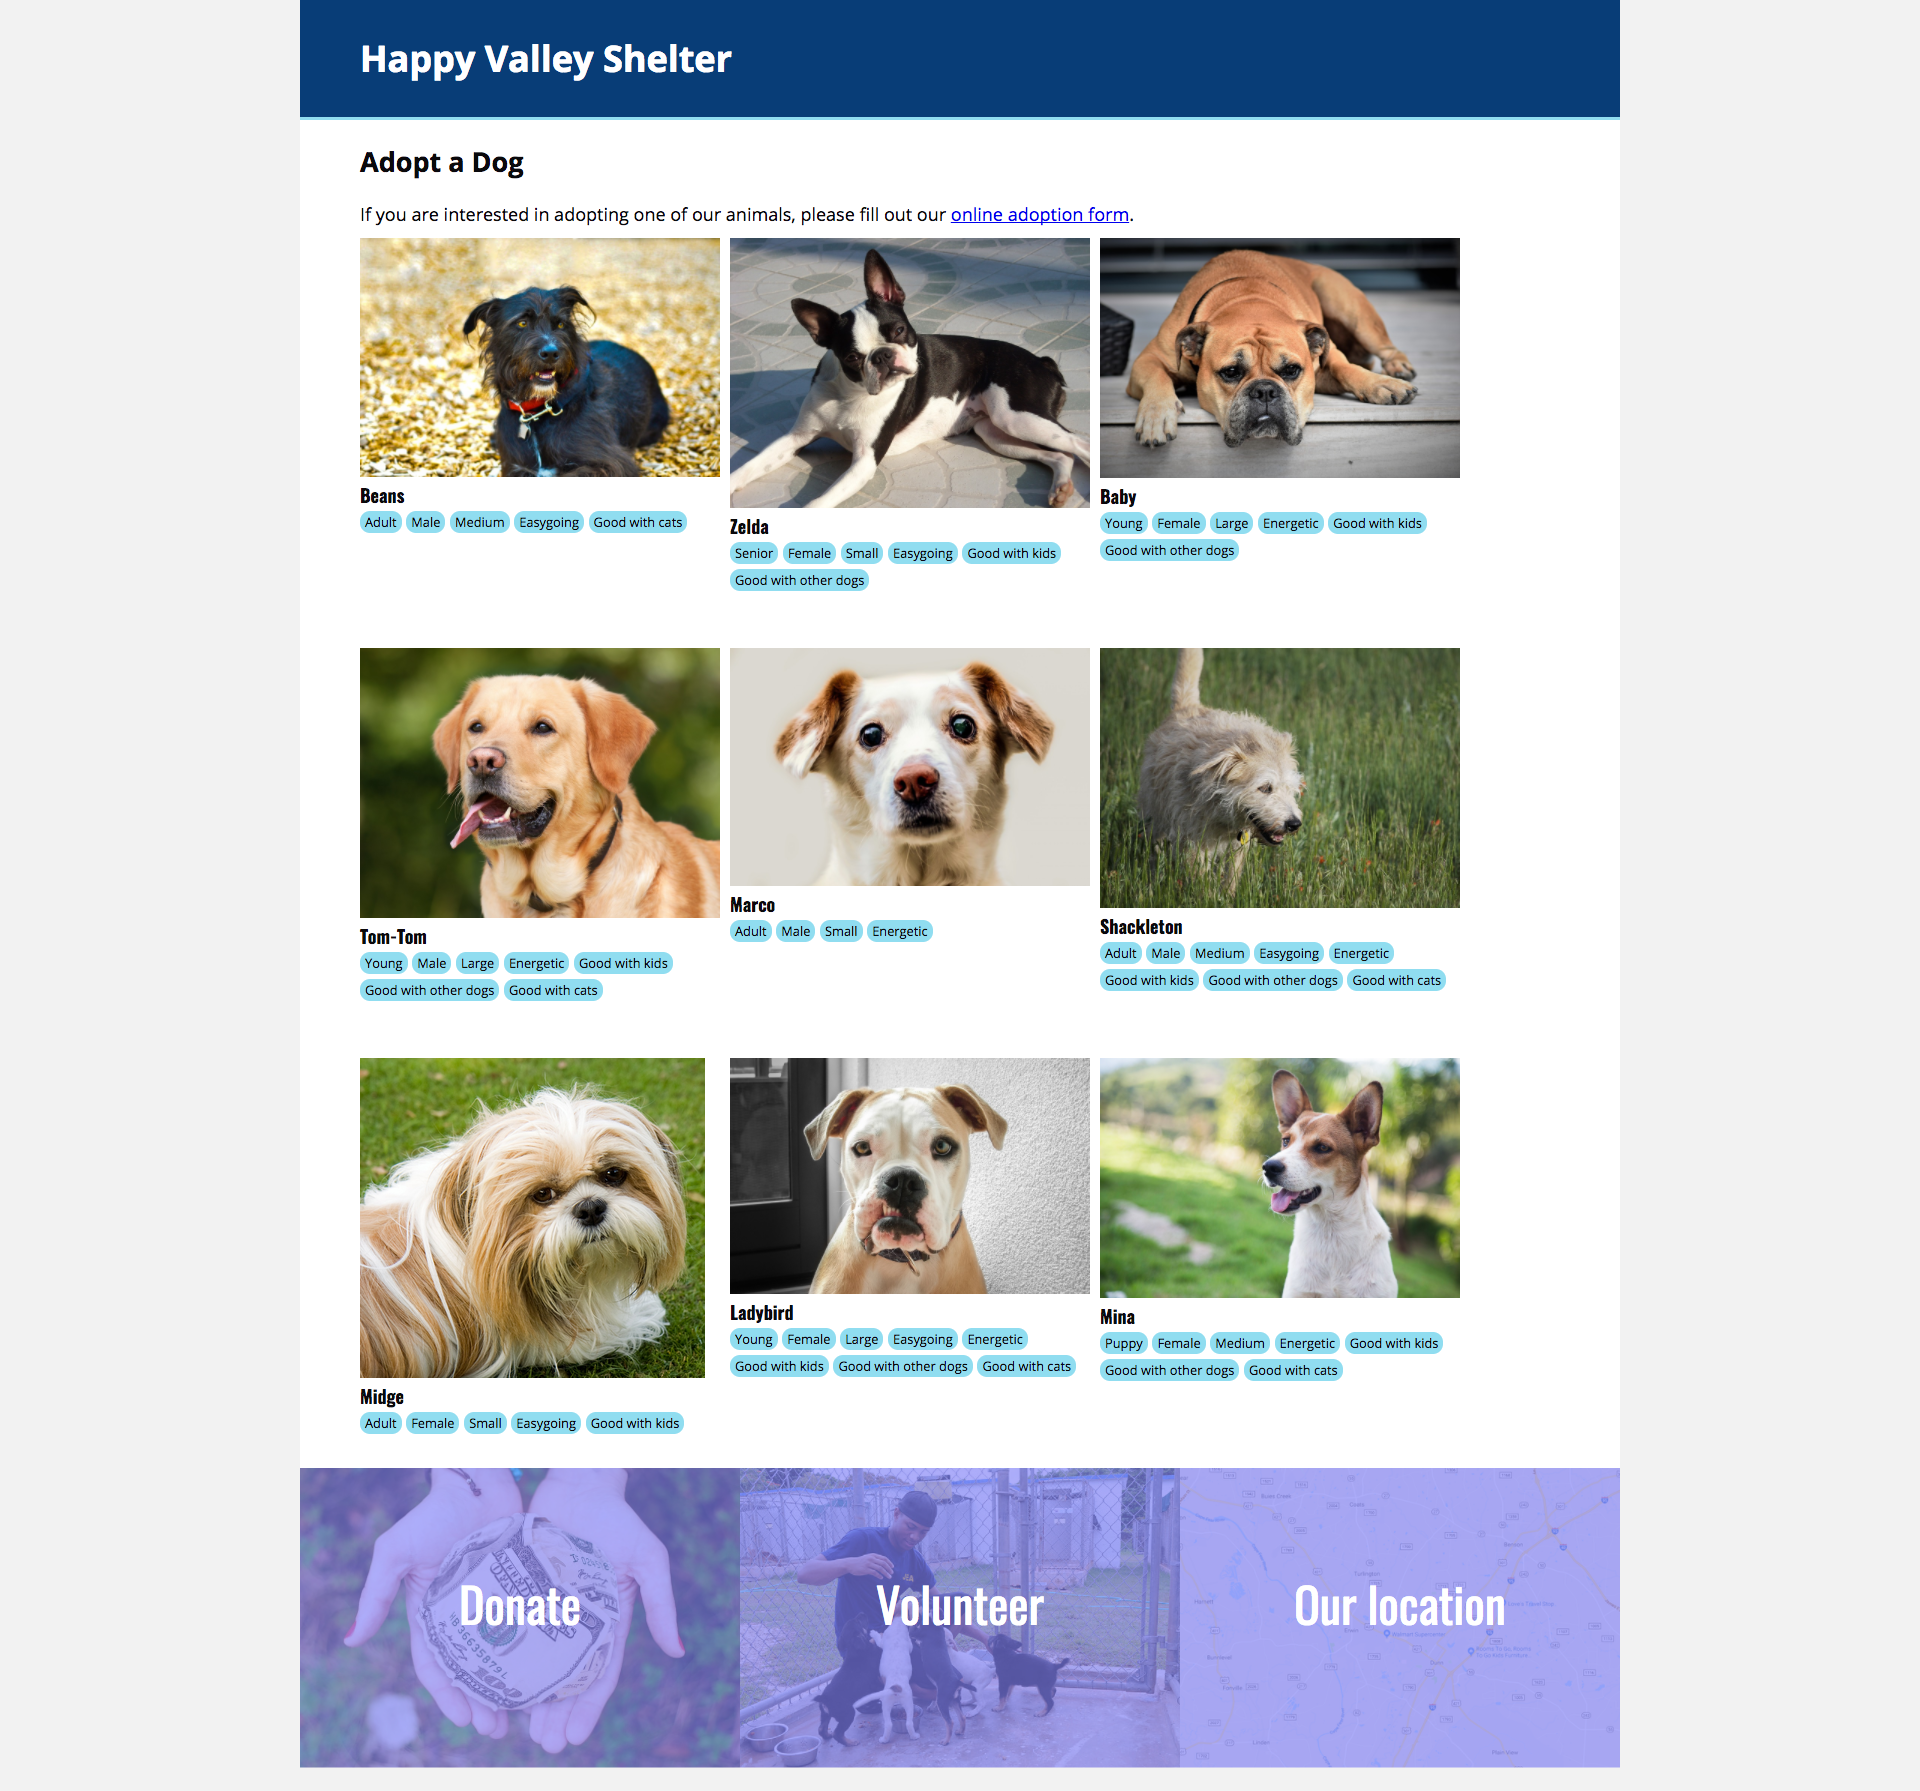 Happy Valley Shelter
Adopt a Dog
If you are interested in adopting one of our animals, please fill out our online adoption form.
Beans
Adult Male Medium Easygoing Good with cats
Zelda
Senior Female Small Easygoing Good with kids
Good with other dogs
Baby
Young Female Large Energetic Good with kids
Good with other dogs
Tom-Tom
Young Male Large Energetic Good with kids
Good with other dogs Good with cats
Marco
Adult Male Small Energetic
Shackleton
Adult Male Medium Easygoing Energetic
Good with kids Good with other dogs Good with cats
Midge
Adult Female Small Easygoing Good with kids
Ladybird
Young Female Large Easygoing Energetic
Good with kids Good with other dogs Good with cats
Mina
Puppy Female Medium Energetic Good with kids
Good with other dogs Good with cats
Donate
Volunteer
Our location